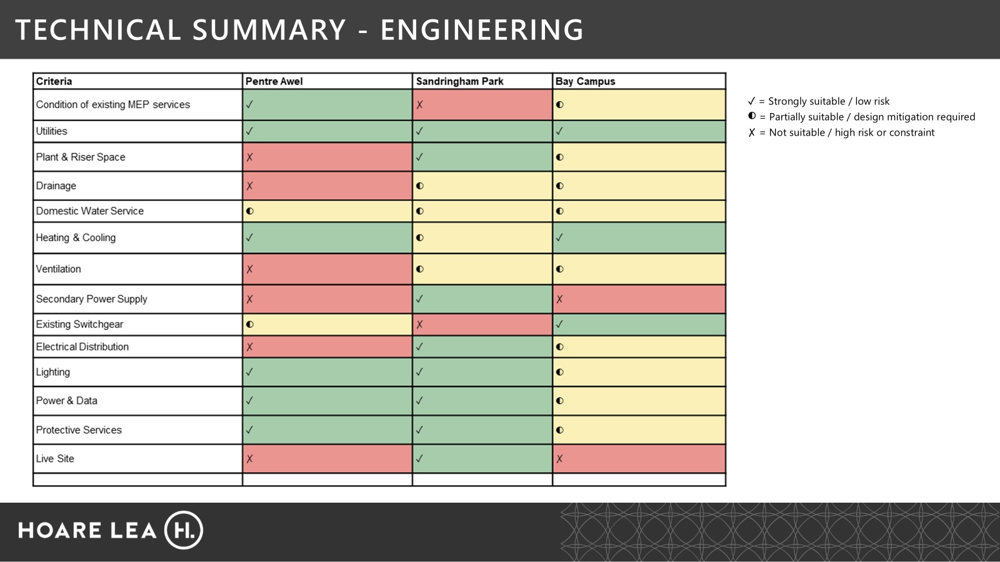 TECHNICAL SUMMARY - ENGINEERING
Criteria Pentre Awel Sandringham Park Bay Campus
Condition of existing MEP services ✓ ✗ ◐
Utilities ✓ ✓ ✓
Plant & Riser Space ✗ ✓ ◐
Drainage ✗ ◐ ◐
Domestic Water Service ◐ ◐ ◐
Heating & Cooling ✓ ◐ ✓
Ventilation ✗ ◐ ◐
Secondary Power Supply ✗ ✓ ✗
Existing Switchgear ◐ ✗ ✓
Electrical Distribution ✗ ✓ ◐
Lighting ✓ ✓ ◐
Power & Data ✓ ✓ ◐
Protective Services ✓ ✓ ◐
Live Site ✗ ✓ ✗
✓ = Strongly suitable / low risk
◐ = Partially suitable / design mitigation required
✗ = Not suitable / high risk or constraint
HOARE LEA H.